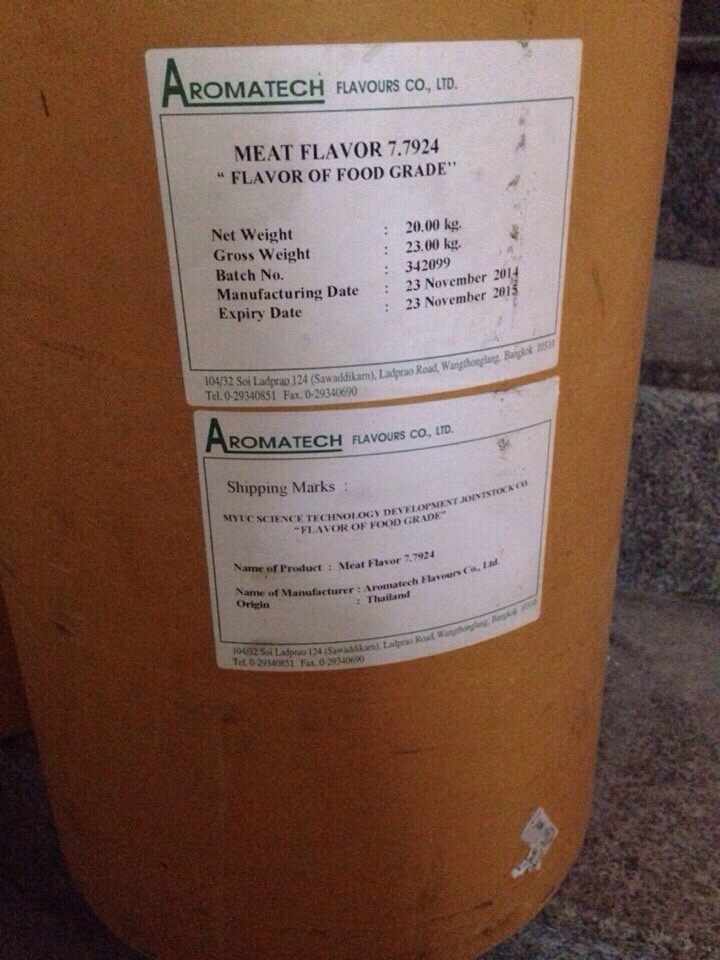 AROMATECH FLAVOURS CO., LTD.
MEAT FLAVOR 7.7924
“ FLAVOR OF FOOD GRADE”
Net Weight : 20.00 kg.
Gross Weight : 23.00 kg.
Batch No. : 342099
Manufacturing Date : 23 November 2014
Expiry Date : 23 November 2015
104/32 Soi Ladprao 124 (Sawaddikarn), Ladprao Road, Wangthonglang, Bangkok 10310
Tel. 0-29340851 Fax. 0-29340690
AROMATECH FLAVOURS CO., LTD.
Shipping Marks :
MYUC SCIENCE TECHNOLOGY DEVELOPMENT JOINTSTOCK CO.
“FLAVOR OF FOOD GRADE”
Name of Product : Meat Flavor 7.7924
Name of Manufacturer : Aromatech Flavours Co., Ltd.
Origin : Thailand
104/32 Soi Ladprao 124 (Sawaddikarn), Ladprao Road, Wangthonglang, Bangkok 10310
Tel. 0-29340851 Fax. 0-29340690